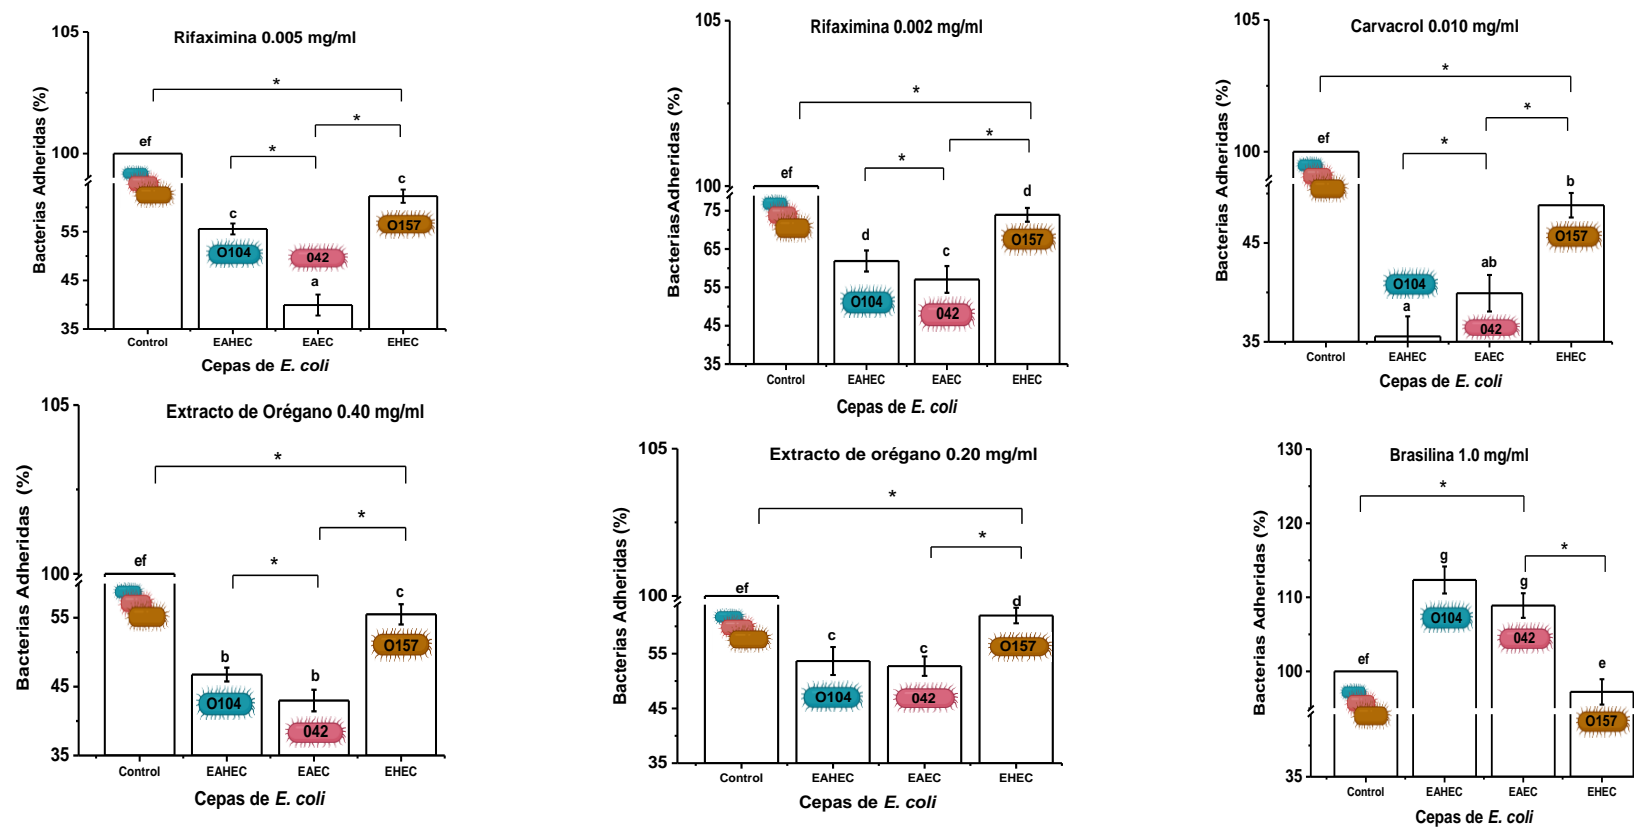 Rifaximina 0.005 mg/ml
Bacterias Adheridas (%)
105
100
55
45
35
*
*
*
ef
c
a
c
O104
042
O157
Control
EAHEC
EAEC
EHEC
Cepas de E. coli
Rifaximina 0.002 mg/ml
BacteriasAdheridas (%)
105
100
75
65
55
45
35
*
*
*
ef
d
c
d
O104
042
O157
Control
EAHEC
EAEC
EHEC
Cepas de E. coli
Carvacrol 0.010 mg/ml
Bacterias Adheridas (%)
105
100
45
35
*
*
*
ef
a
ab
b
O104
042
O157
Control
EAHEC
EAEC
EHEC
Cepas de E. coli
Extracto de Orégano 0.40 mg/ml
Bacterias Adheridas (%)
105
100
55
45
35
*
*
*
ef
b
b
c
O104
042
O157
Control
EAHEC
EAEC
EHEC
Cepas de E. coli
Extracto de orégano 0.20 mg/ml
Bacterias Adheridas (%)
105
100
55
45
35
*
*
ef
c
c
d
O104
042
O157
Control
EAHEC
EAEC
EHEC
Cepas de E. coli
Brasilina 1.0 mg/ml
Bacterias Adheridas (%)
130
120
110
100
35
*
*
ef
g
g
e
O104
042
O157
Control
EAHEC
EAEC
EHEC
Cepas de E. coli